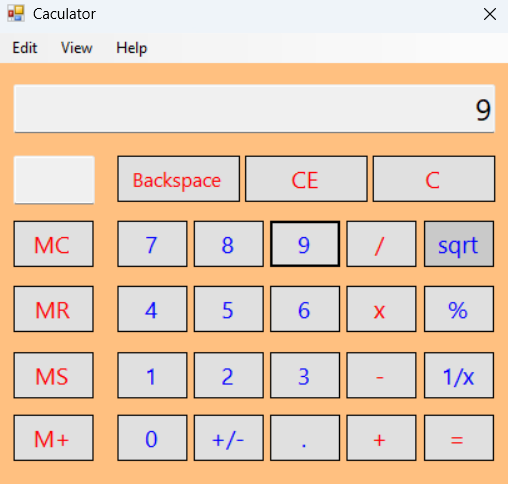 Caculator
Edit View Help
9
Backspace CE C
MC 7 8 9 / sqrt
MR 4 5 6 x %
MS 1 2 3 - 1/x
M+ 0 +/- . + =